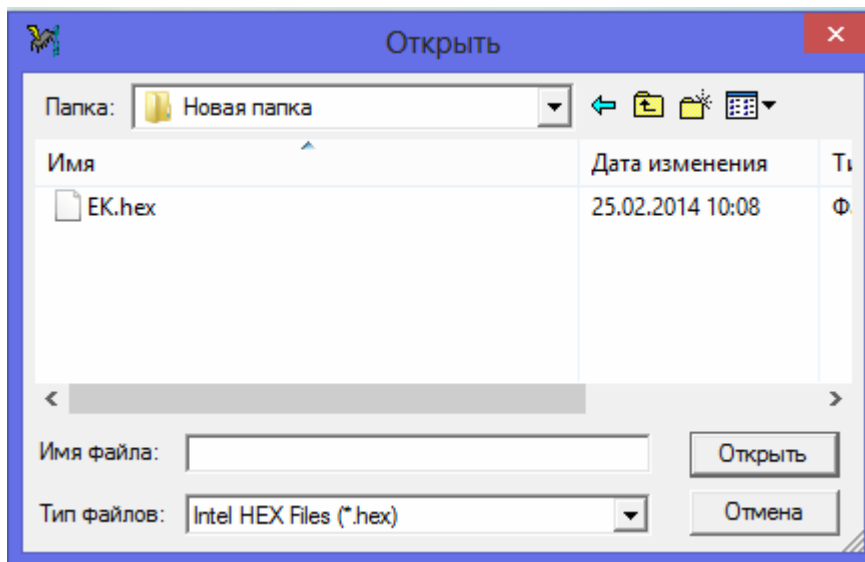 Открыть
Папка: Новая папка
Имя Дата изменения
EK.hex 25.02.2014 10:08
Имя файла: Открыть
Тип файлов: Intel HEX Files (*.hex) Отмена